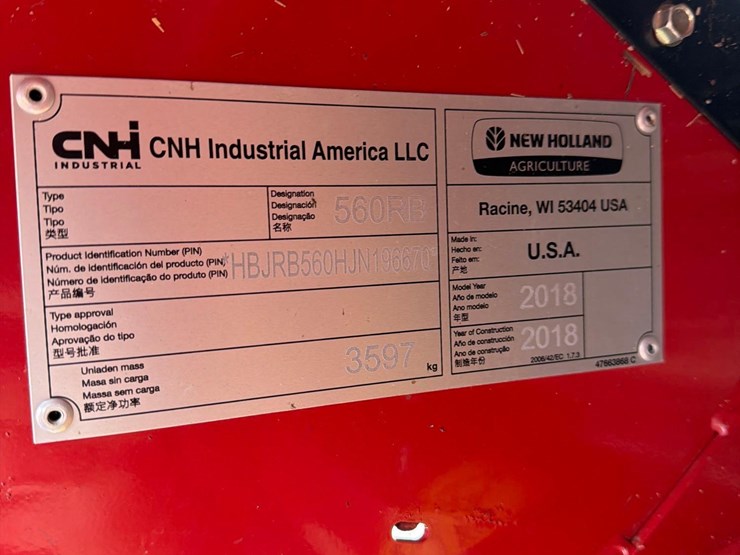 CNHi
INDUSTRIAL
CNH Industrial America LLC
Type
Tipo
Tipo
类型
Designation
Designación
Designação
名称
560RB
Product Identification Number (PIN)
Núm. de identificación del producto (PIN)
Número de identificação do produto (PIN)
产品编号
*HBJRB560HJN196670*
Type approval
Homologación
Aprovação do tipo
型号批准
Unladen mass
Masa sin carga
Massa sem carga
额定净功率
3597
kg
NEW HOLLAND
AGRICULTURE
Racine, WI 53404 USA
Made in:
Hecho en:
Feito em:
产地
U.S.A.
Model Year
Año de modelo
Ano modelo
年型
2018
Year of Construction
Año de construcción
Ano de construção
制造年份
2018
2006/42/EC 1.7.3
47663868 C